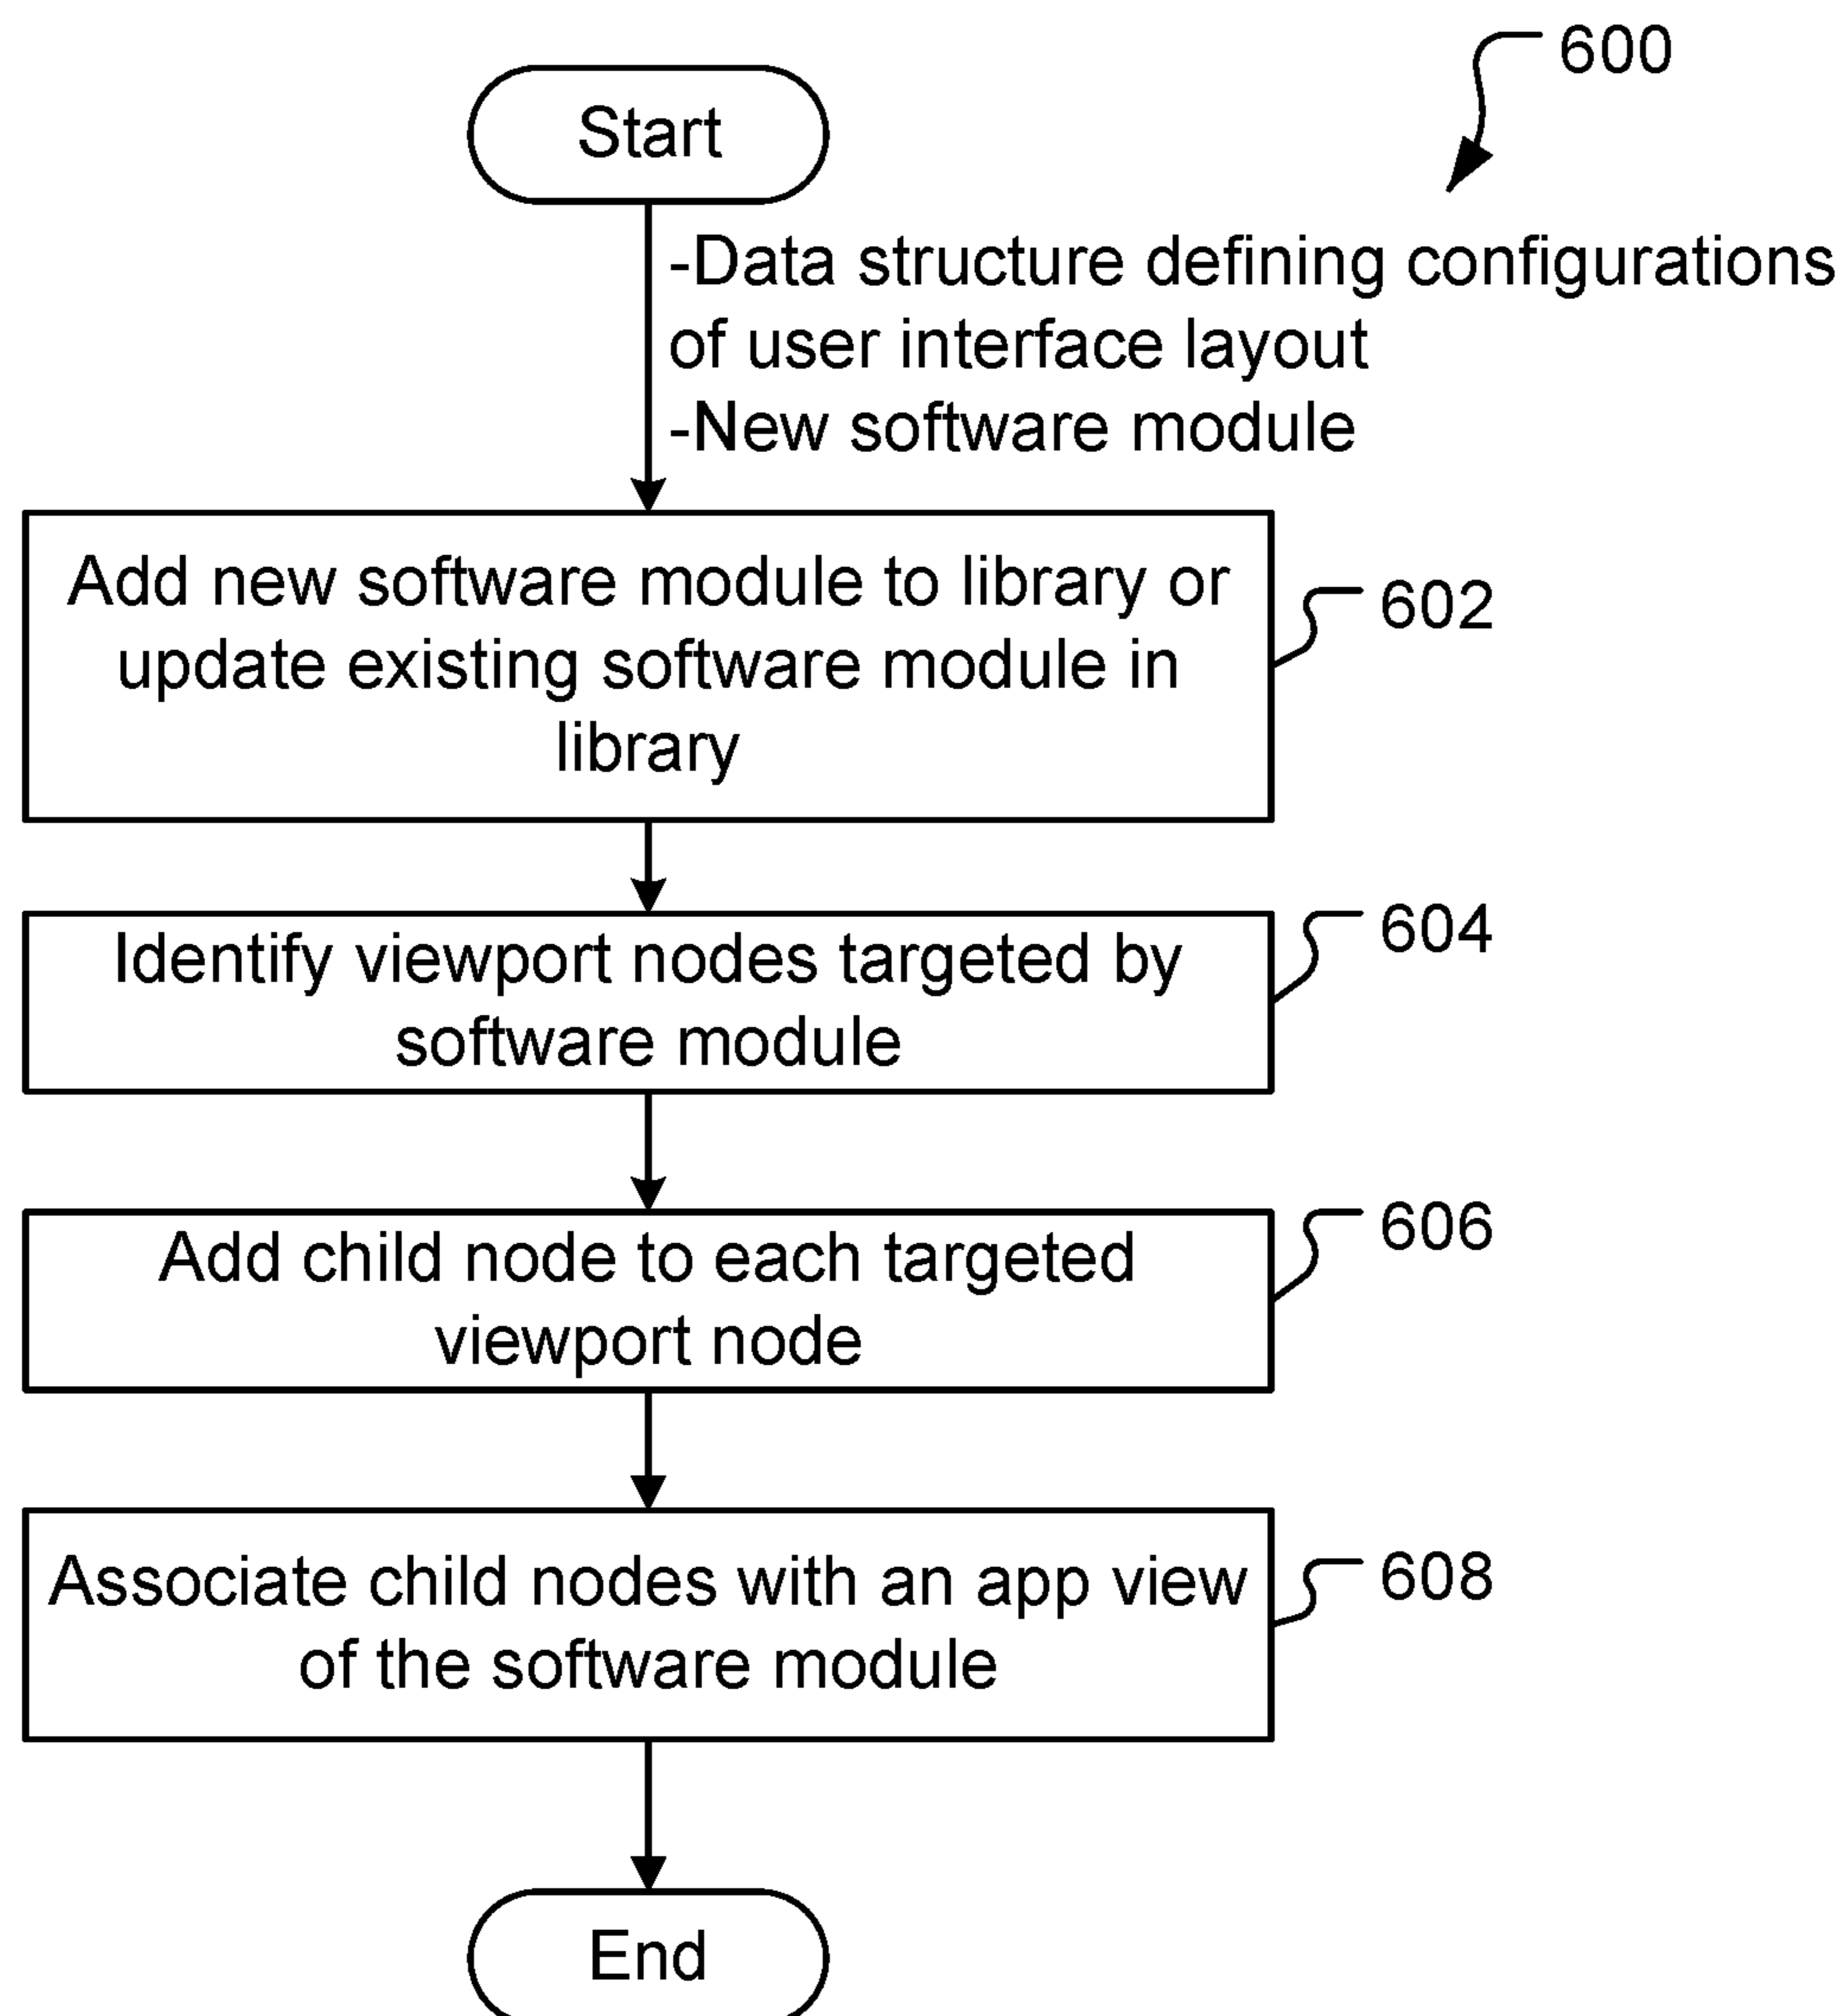 600
Start
-Data structure defining configurations
of user interface layout
-New software module
Add new software module to library or
update existing software module in
library
602
Identify viewport nodes targeted by
software module
604
Add child node to each targeted
viewport node
606
Associate child nodes with an app view
of the software module
608
End